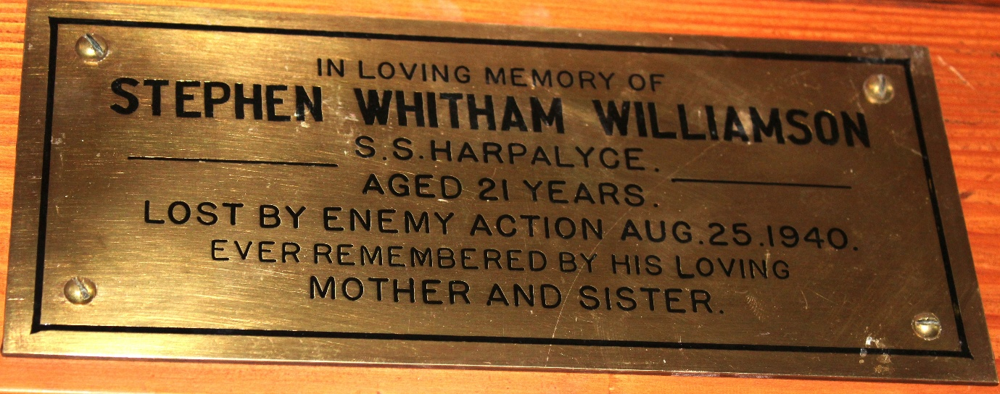 IN LOVING MEMORY OF
STEPHEN WHITHAM WILLIAMSON
S.S.HARPALYCE.
AGED 21 YEARS.
LOST BY ENEMY ACTION AUG.25.1940.
EVER REMEMBERED BY HIS LOVING
MOTHER AND SISTER.